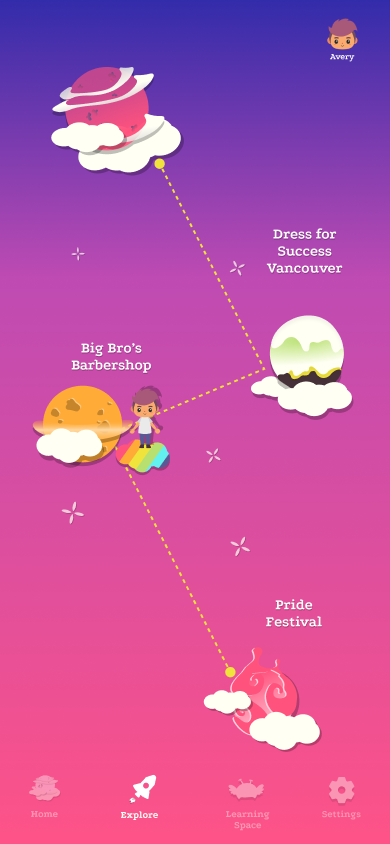 Avery
Dress for
Success
Vancouver
Big Bro's
Barbershop
Pride
Festival
Home
Explore
Learning
Space
Settings